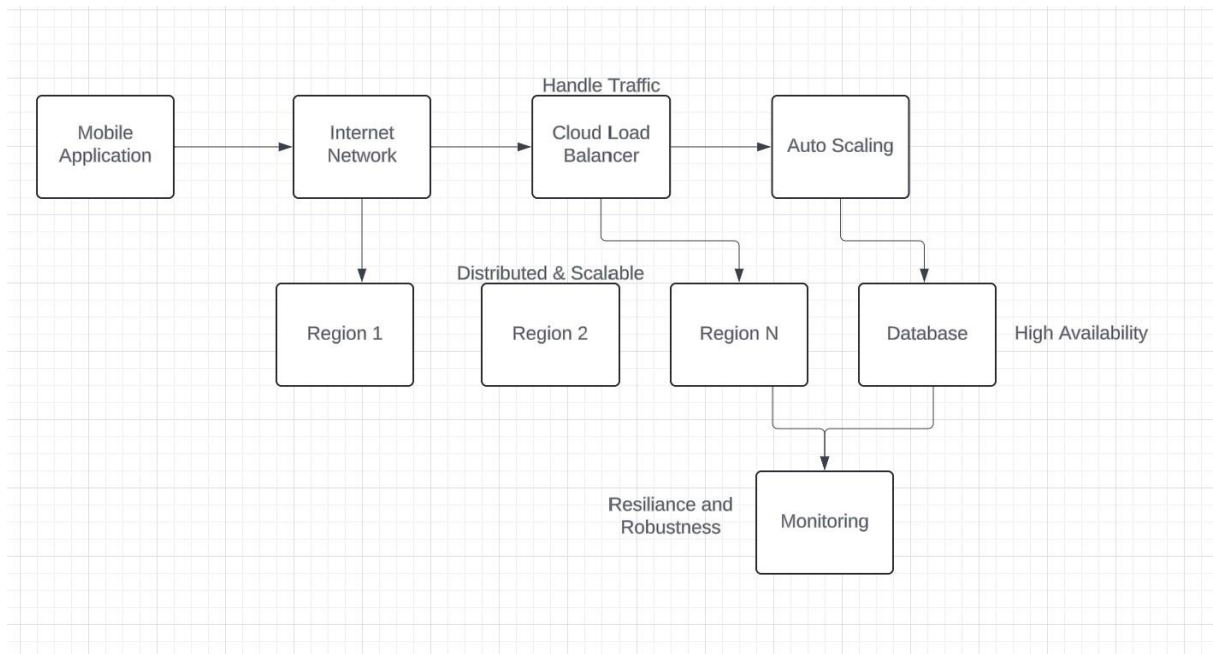 Handle Traffic
Mobile
Application
Internet
Network
Cloud Load
Balancer
Auto Scaling
Distributed & Scalable
Region 1
Region 2
Region N
Database
High Availability
Resiliance and
Robustness
Monitoring